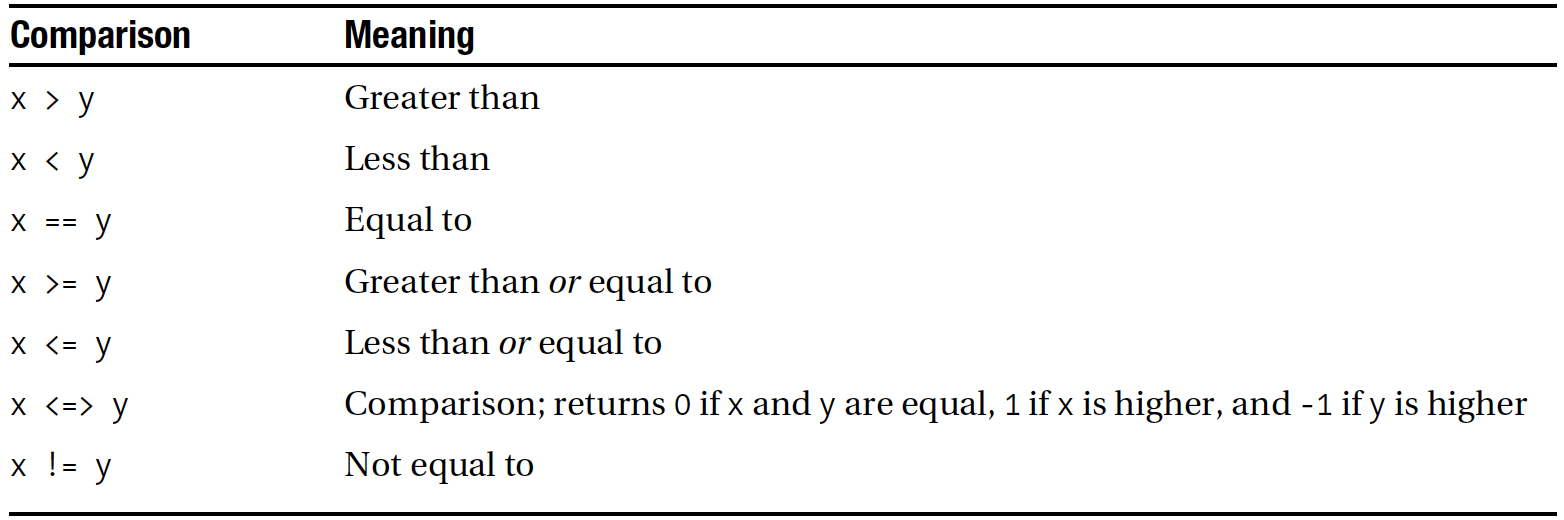 Comparison Meaning
x > y Greater than
x < y Less than
x == y Equal to
x >= y Greater than or equal to
x <= y Less than or equal to
x <=> y Comparison; returns 0 if x and y are equal, 1 if x is higher, and -1 if y is higher
x != y Not equal to